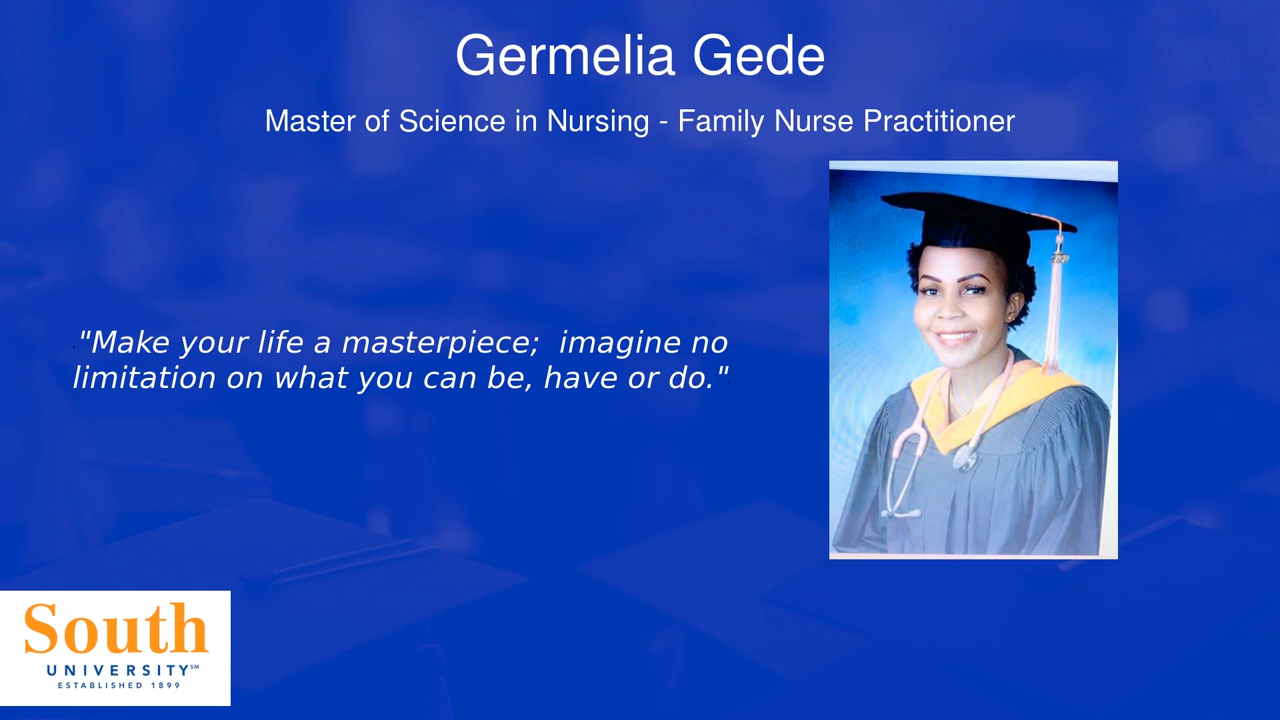 Germelia Gede
Master of Science in Nursing - Family Nurse Practitioner
"Make your life a masterpiece;  imagine no
limitation on what you can be, have or do."
South
UNIVERSITY℠
ESTABLISHED 1899